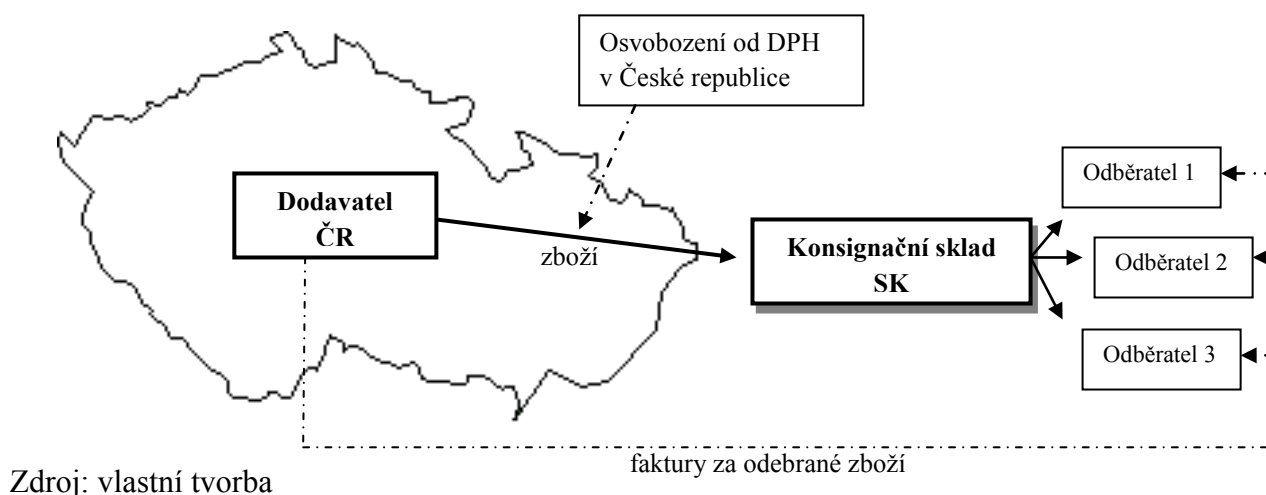 Osvobození od DPH
v České republice
Dodavatel
ČR
zboží
Konsignační sklad
SK
Odběratel 1
Odběratel 2
Odběratel 3
faktury za odebrané zboží
Zdroj: vlastní tvorba